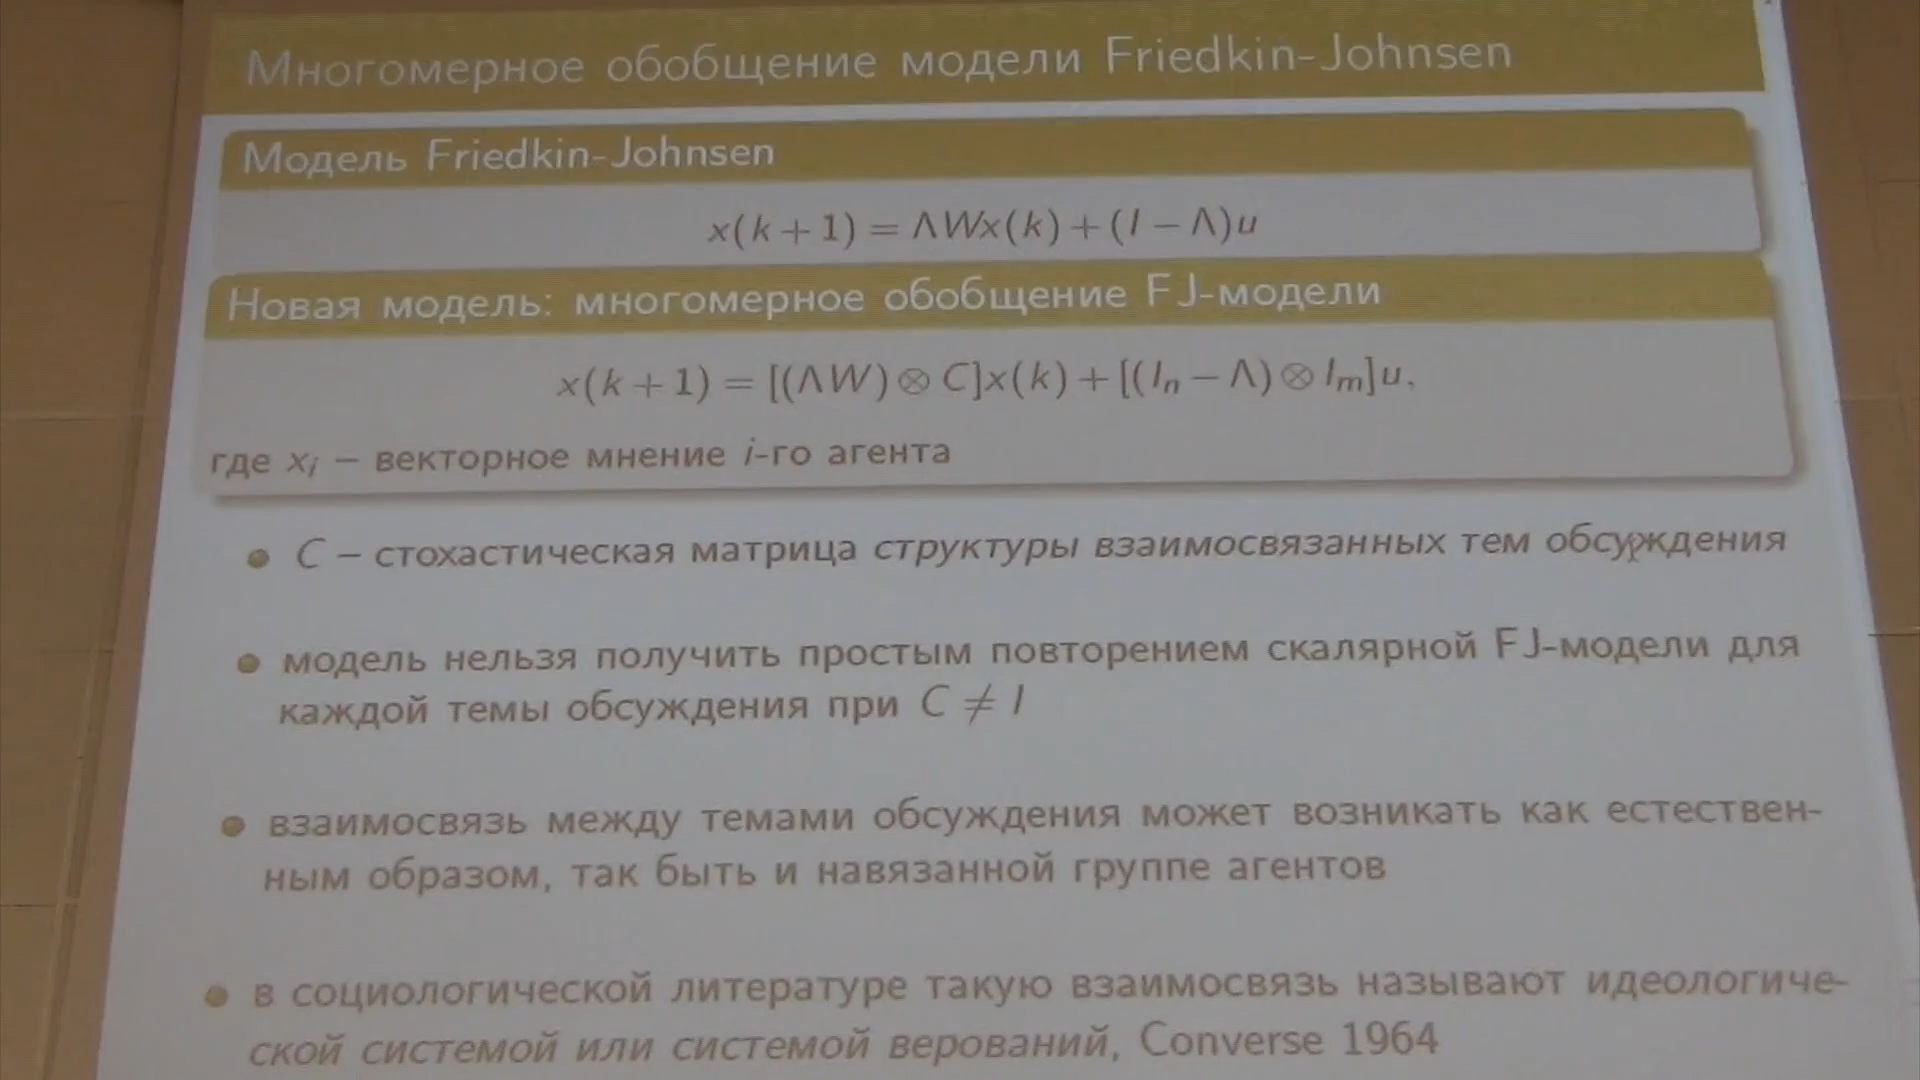 Многомерное обобщение модели Friedkin-Johnsen
Модель Friedkin-Johnsen
x(k + 1) = ΛWx(k) + (I − Λ)u
Новая модель: многомерное обобщение FJ-модели
x(k + 1) = [(ΛW) ⊗ C]x(k) + [(Iₙ − Λ) ⊗ Iₘ]u,
где xᵢ – векторное мнение i-го агента
C – стохастическая матрица структуры взаимосвязанных тем обсуждения
модель нельзя получить простым повторением скалярной FJ-модели для
каждой темы обсуждения при C ≠ I
взаимосвязь между темами обсуждения может возникать как естествен-
ным образом, так быть и навязанной группе агентов
в социологической литературе такую взаимосвязь называют идеологиче-
ской системой или системой верований, Converse 1964